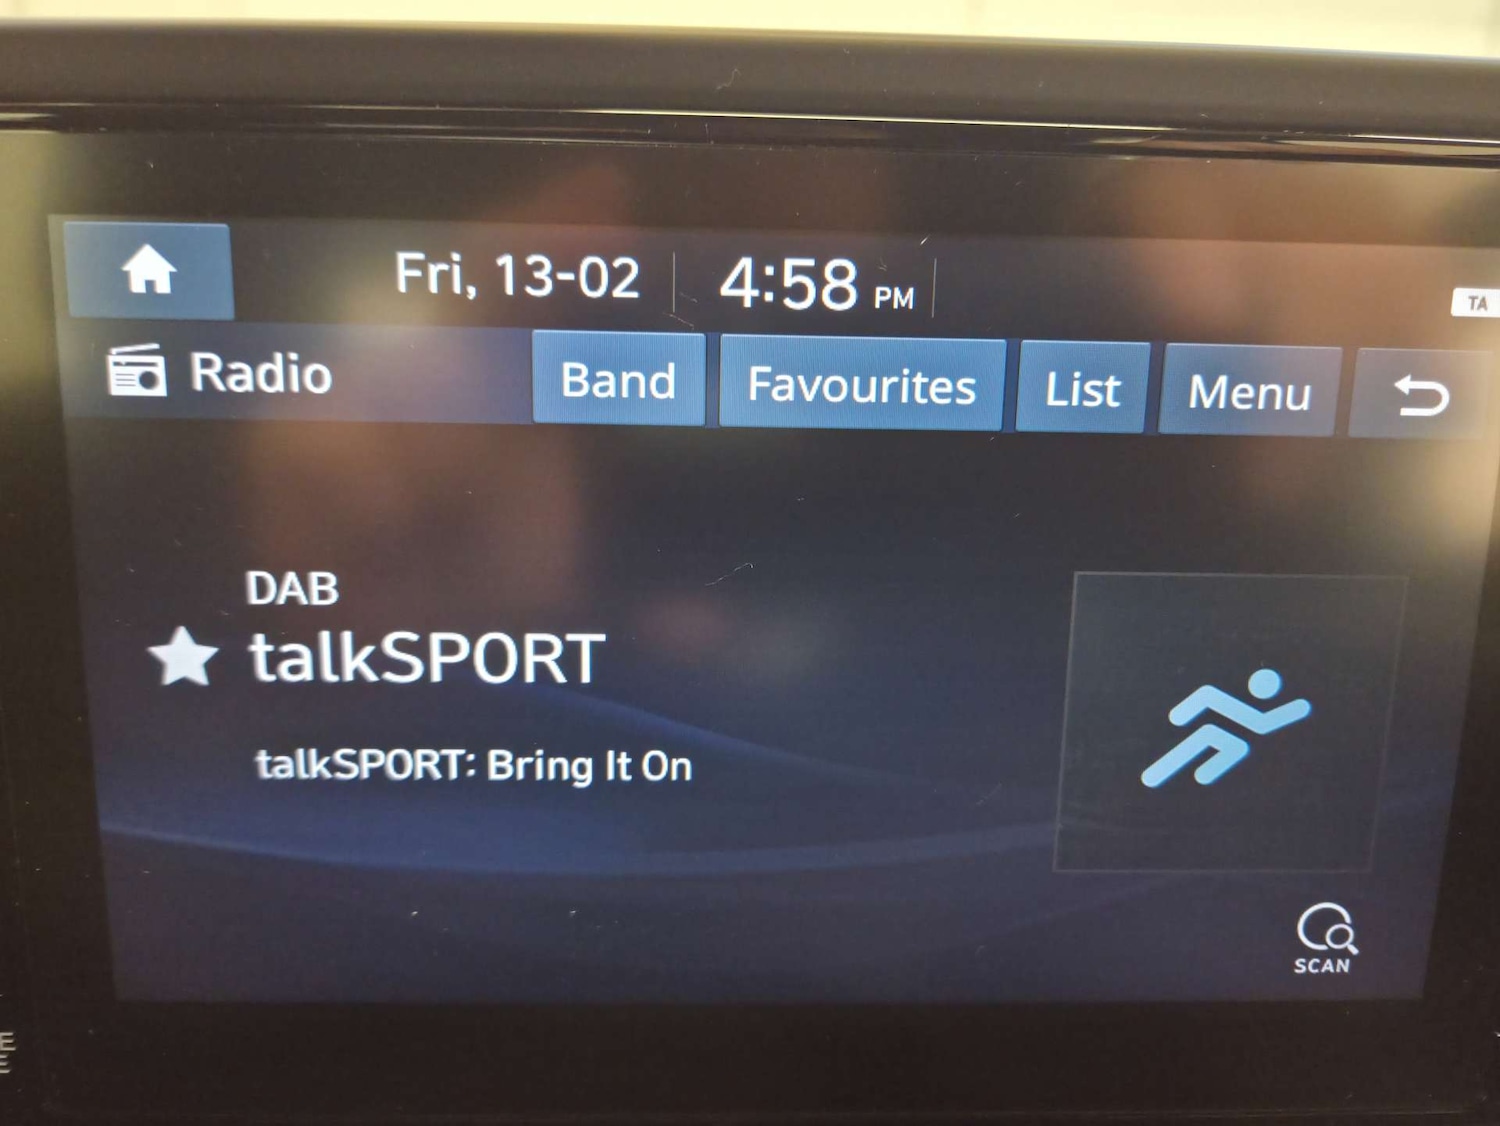 Fri, 13-02 4:58 PM
TA
Radio Band Favourites List Menu
DAB
talkSPORT
talkSPORT: Bring It On
SCAN
E
E